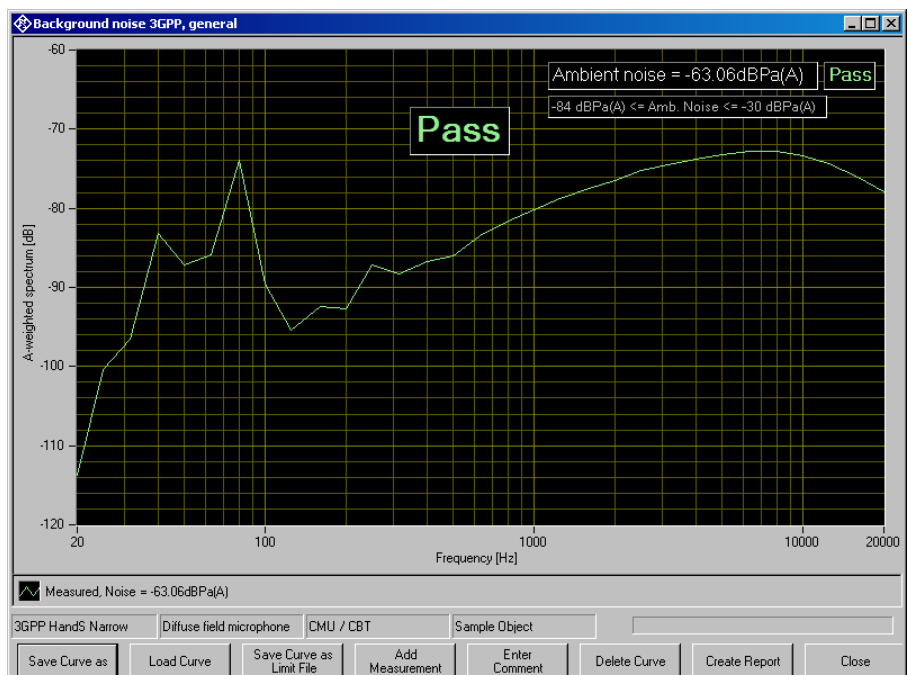 Background noise 3GPP, general
-60
-70
-80
-90
-100
-110
-120
A-weighted spectrum [dB]
Ambient noise = -63.06dBPa(A)
Pass
-84 dBPa(A) <= Amb. Noise <= -30 dBPa(A)
Pass
20
100
1000
10000
20000
Frequency [Hz]
Measured, Noise = -63.06dBPa(A)
3GPP HandS Narrow
Diffuse field microphone
CMU / CBT
Sample Object
Save Curve as
Load Curve
Save Curve as
Limit File
Add
Measurement
Enter
Comment
Delete Curve
Create Report
Close